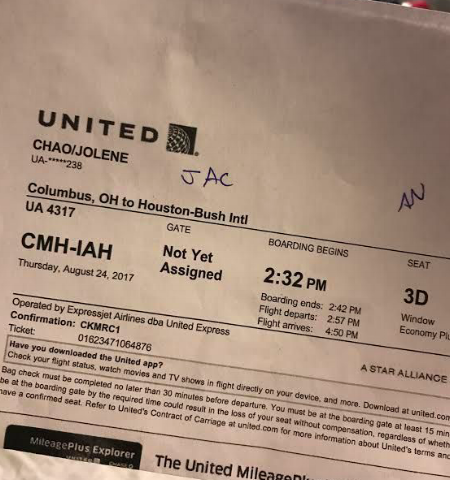 UNITED
CHAO/JOLENE
UA-*****238
JAC
AN
Columbus, OH to Houston-Bush Intl
UA 4317
GATE
BOARDING BEGINS
SEAT
CMH-IAH
Not Yet
Assigned
2:32 PM
3D
Thursday, August 24, 2017
Boarding ends: 2:42 PM
Flight departs: 2:57 PM
Flight arrives: 4:50 PM
Window
Economy Plu
Operated by Expressjet Airlines dba United Express
Confirmation: CKMRC1
Ticket: 01623471064876
A STAR ALLIANCE
Have you downloaded the United app?
Check your flight status, watch movies and TV shows in flight directly on your device, and more. Download at united.com
Bag check must be completed no later than 30 minutes before departure. You must be at the boarding gate at least 15 min
be at the boarding gate by the required time could result in the loss of your seat without compensation, regardless of wheth
have a confirmed seat. Refer to United's Contract of Carriage at united.com for more information about United's terms and
MileagePlus Explorer
UNITED
The United MileagePlu